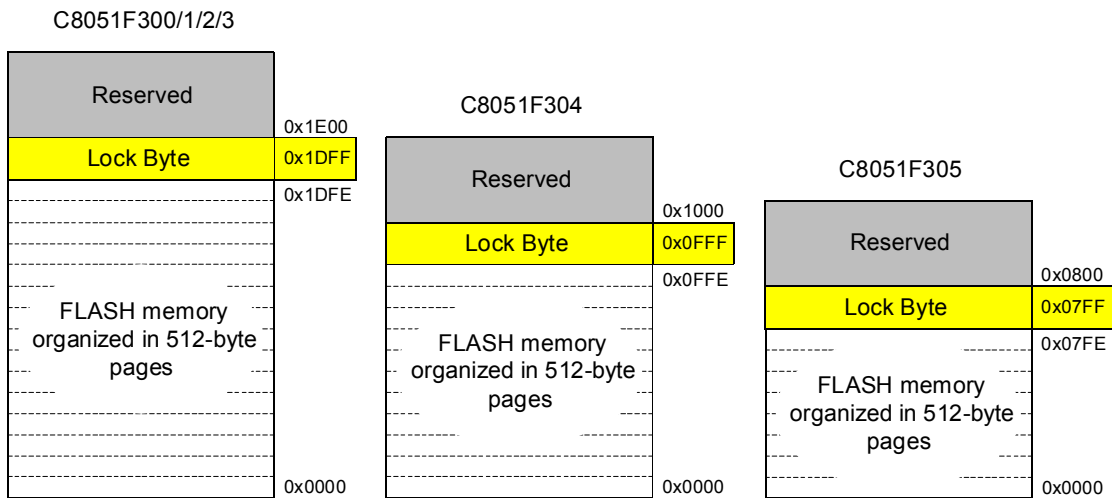 C8051F300/1/2/3
Reserved
0x1E00
Lock Byte
0x1DFF
0x1DFE
FLASH memory
organized in 512-byte
pages
0x0000
C8051F304
Reserved
0x1000
Lock Byte
0x0FFF
0x0FFE
FLASH memory
organized in 512-byte
pages
0x0000
C8051F305
Reserved
0x0800
Lock Byte
0x07FF
0x07FE
FLASH memory
organized in 512-byte
pages
0x0000